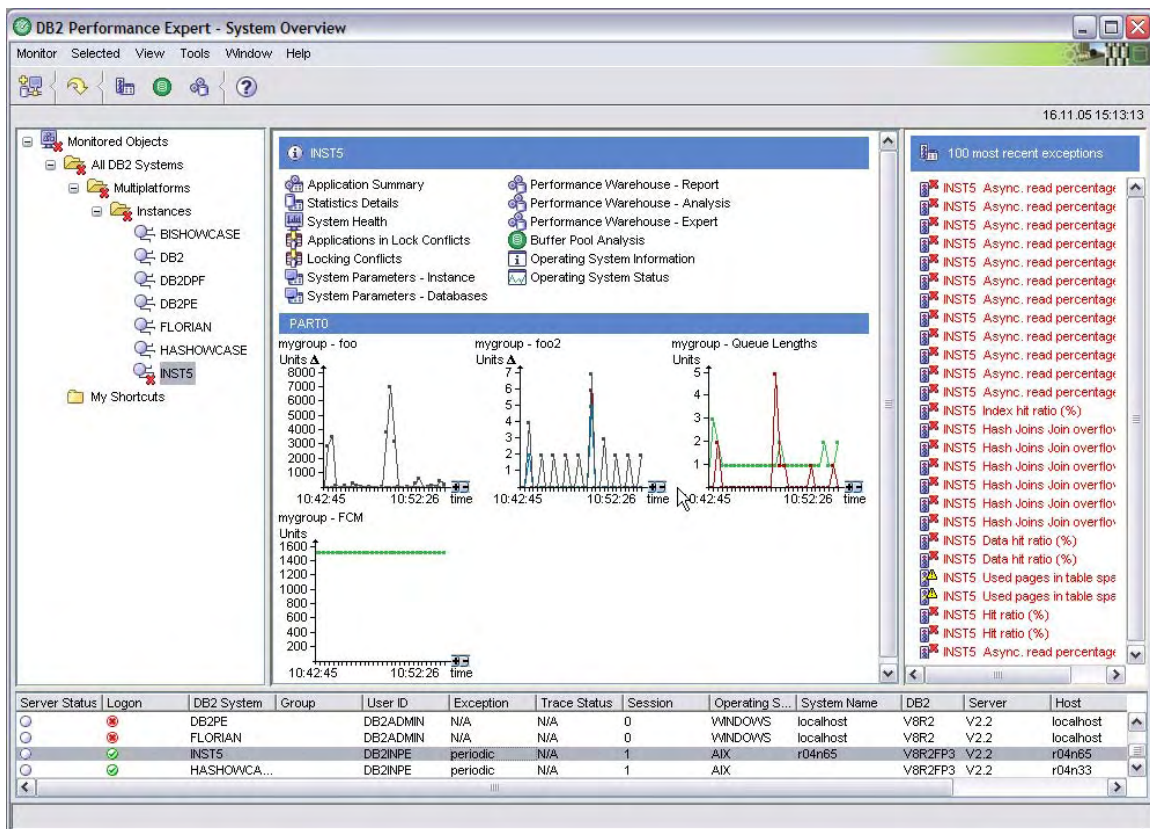 DB2 Performance Expert - System Overview
Monitor Selected View Tools Window Help
16.11.05 15:13:13
Monitored Objects
All DB2 Systems
Multiplatforms
Instances
BISHOWCASE
DB2
DB2DPF
DB2PE
FLORIAN
HASHOWCASE
INST5
My Shortcuts
INST5
Application Summary
Statistics Details
System Health
Applications in Lock Conflicts
Locking Conflicts
System Parameters - Instance
System Parameters - Databases
Performance Warehouse - Report
Performance Warehouse - Analysis
Performance Warehouse - Expert
Buffer Pool Analysis
Operating System Information
Operating System Status
PART0
mygroup - foo
Units Δ
8000
7000
6000
5000
4000
3000
2000
1000
10:42:45 10:52:26 time
mygroup - foo2
Units Δ
7
6
5
4
3
2
1
10:42:45 10:52:26 time
mygroup - Queue Lengths
Units
5
4
3
2
1
10:42:45 10:52:26 time
mygroup - FCM
Units
1600
1400
1200
1000
800
600
400
200
10:42:45 10:52:26 time
100 most recent exceptions
INST5 Async. read percentage
INST5 Async. read percentage
INST5 Async. read percentage
INST5 Async. read percentage
INST5 Async. read percentage
INST5 Async. read percentage
INST5 Async. read percentage
INST5 Async. read percentage
INST5 Async. read percentage
INST5 Async. read percentage
INST5 Async. read percentage
INST5 Async. read percentage
INST5 Index hit ratio (%)
INST5 Hash Joins Join overflo
INST5 Hash Joins Join overflo
INST5 Hash Joins Join overflo
INST5 Hash Joins Join overflo
INST5 Hash Joins Join overflo
INST5 Hash Joins Join overflo
INST5 Data hit ratio (%)
INST5 Data hit ratio (%)
INST5 Used pages in table spa
INST5 Used pages in table spa
INST5 Hit ratio (%)
INST5 Hit ratio (%)
INST5 Async. read percentage
Server Status Logon DB2 System Group User ID Exception Trace Status Session Operating S... System Name DB2 Server Host
DB2PE DB2ADMIN N/A N/A 0 WINDOWS localhost V8R2 V2.2 localhost
FLORIAN DB2ADMIN N/A N/A 0 WINDOWS localhost V8R2 V2.2 localhost
INST5 DB2INPE periodic N/A 1 AIX r04n65 V8R2FP3 V2.2 r04n65
HASHOWCA... DB2INPE periodic N/A 1 AIX V8R2FP3 V2.2 r04n33